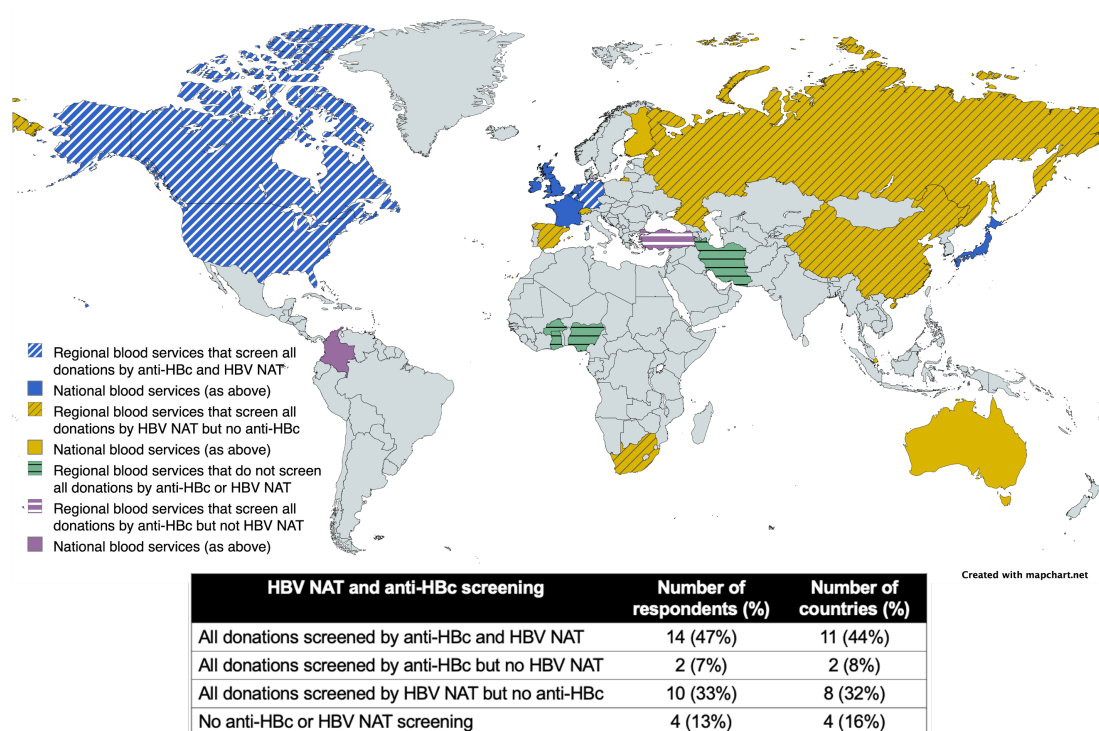 Regional blood services that screen all
donations by anti-HBc and HBV NAT
National blood services (as above)
Regional blood services that screen all
donations by HBV NAT but no anti-HBc
National blood services (as above)
Regional blood services that do not screen
all donations by anti-HBc or HBV NAT
Regional blood services that screen all
donations by anti-HBc but not HBV NAT
National blood services (as above)
Created with mapchart.net
HBV NAT and anti-HBc screening Number of respondents (%) Number of countries (%)
All donations screened by anti-HBc and HBV NAT 14 (47%) 11 (44%)
All donations screened by anti-HBc but no HBV NAT 2 (7%) 2 (8%)
All donations screened by HBV NAT but no anti-HBc 10 (33%) 8 (32%)
No anti-HBc or HBV NAT screening 4 (13%) 4 (16%)